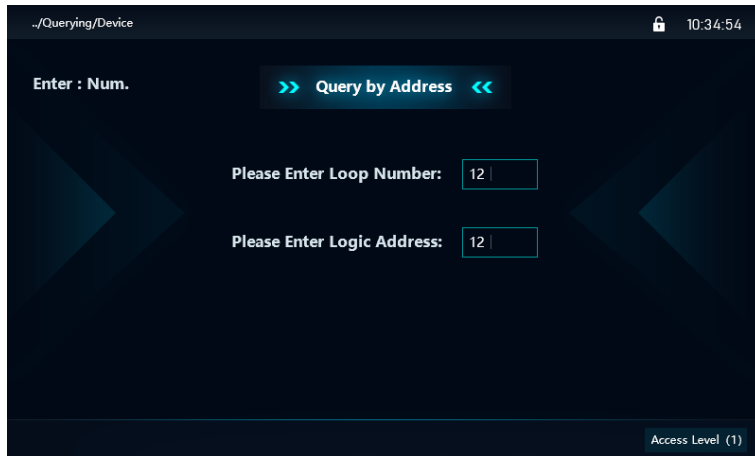 ../Querying/Device 10:34:54
Enter : Num. Query by Address
Please Enter Loop Number: 12
Please Enter Logic Address: 12
Access Level (1)